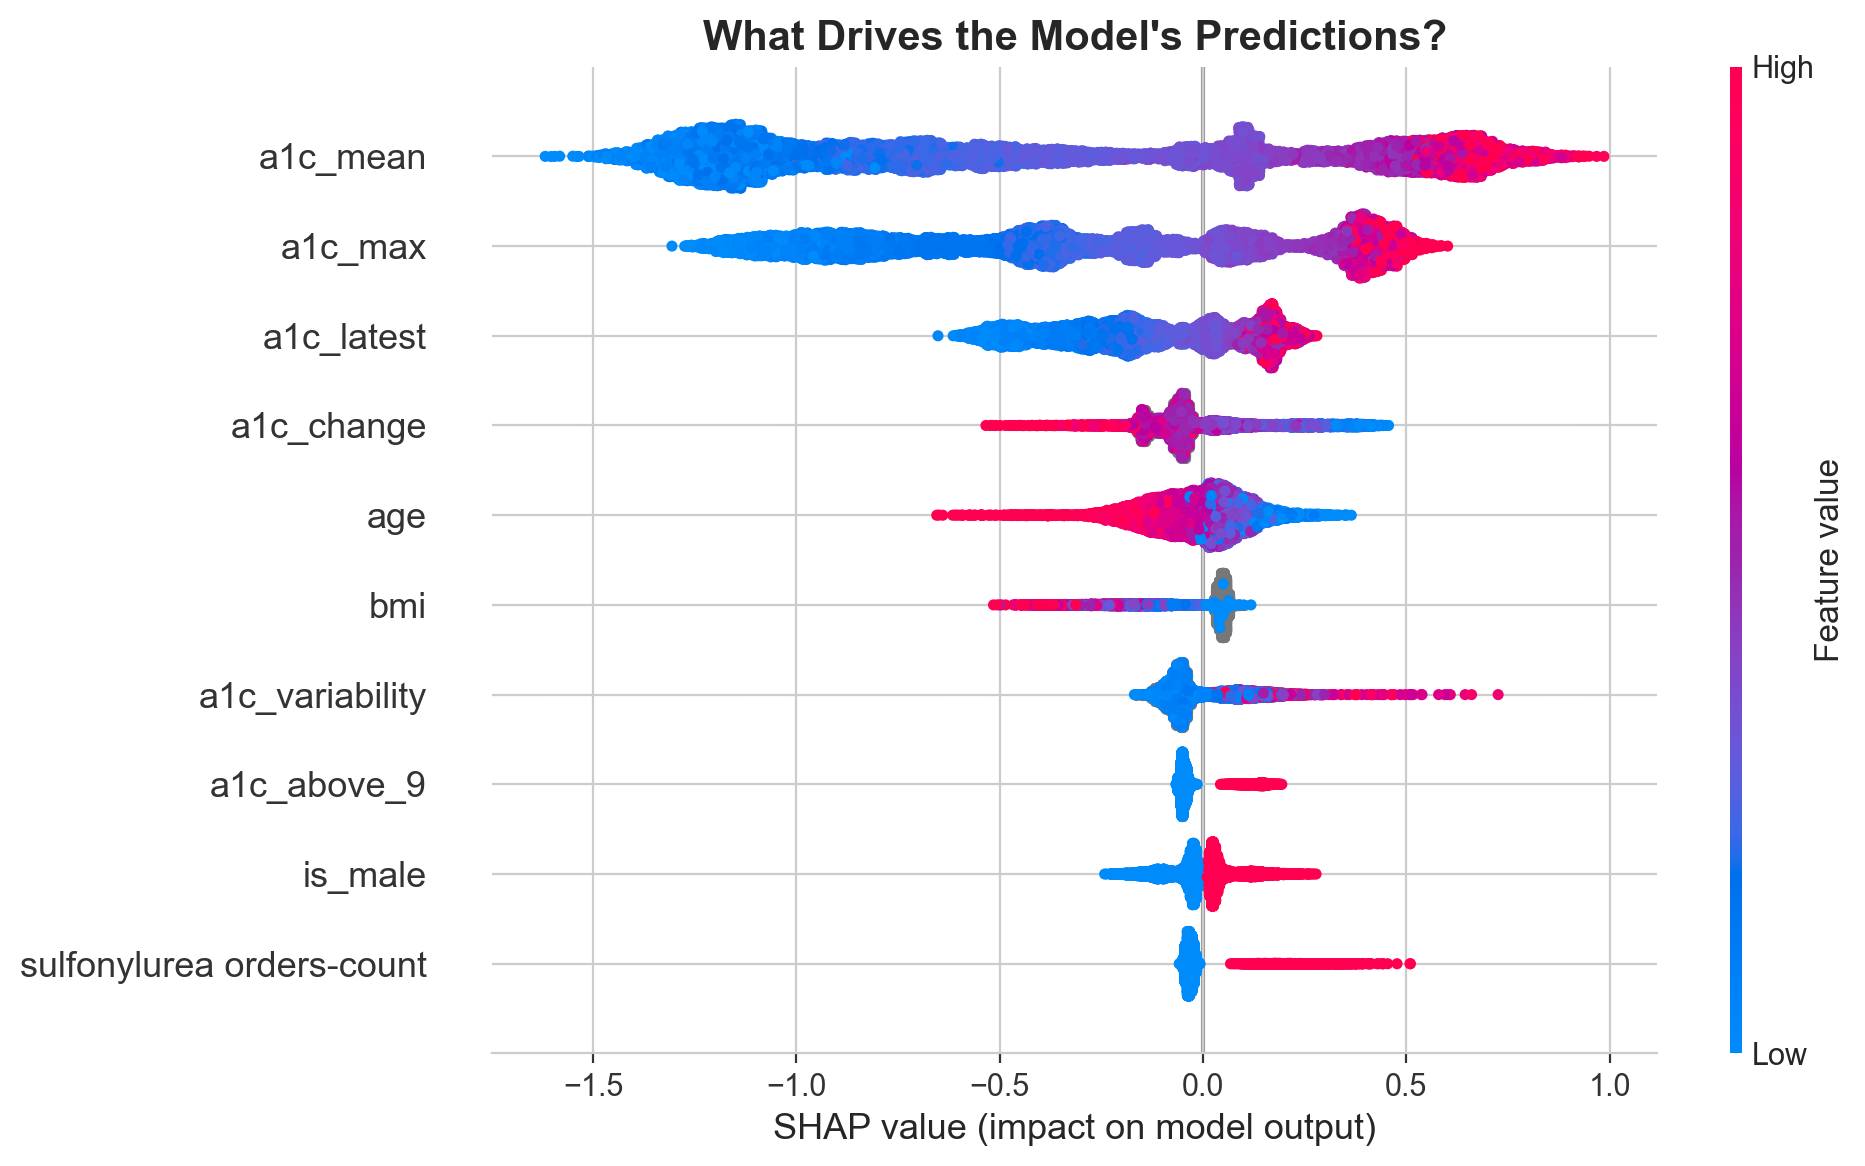 What Drives the Model's Predictions?
High
a1c_mean
a1c_max
a1c_latest
a1c_change
age
bmi
a1c_variability
a1c_above_9
is_male
sulfonylurea orders-count
Feature value
Low
−1.5 −1.0 −0.5 0.0 0.5 1.0
SHAP value (impact on model output)